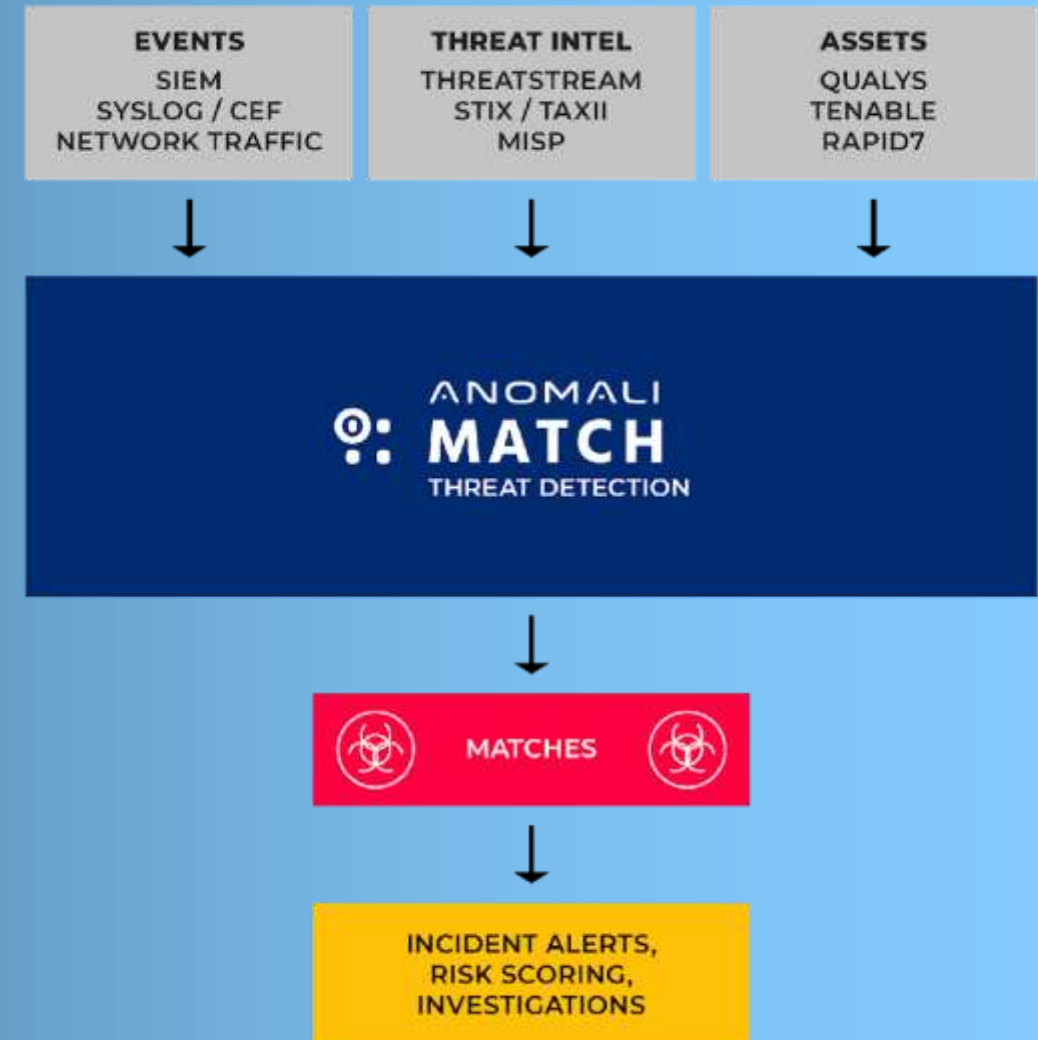 EVENTS
SIEM
SYSLOG / CEF
NETWORK TRAFFIC
THREAT INTEL
THREATSTREAM
STIX / TAXII
MISP
ASSETS
QUALYS
TENABLE
RAPID7
ANOMALI
MATCH
THREAT DETECTION
MATCHES
INCIDENT ALERTS,
RISK SCORING,
INVESTIGATIONS